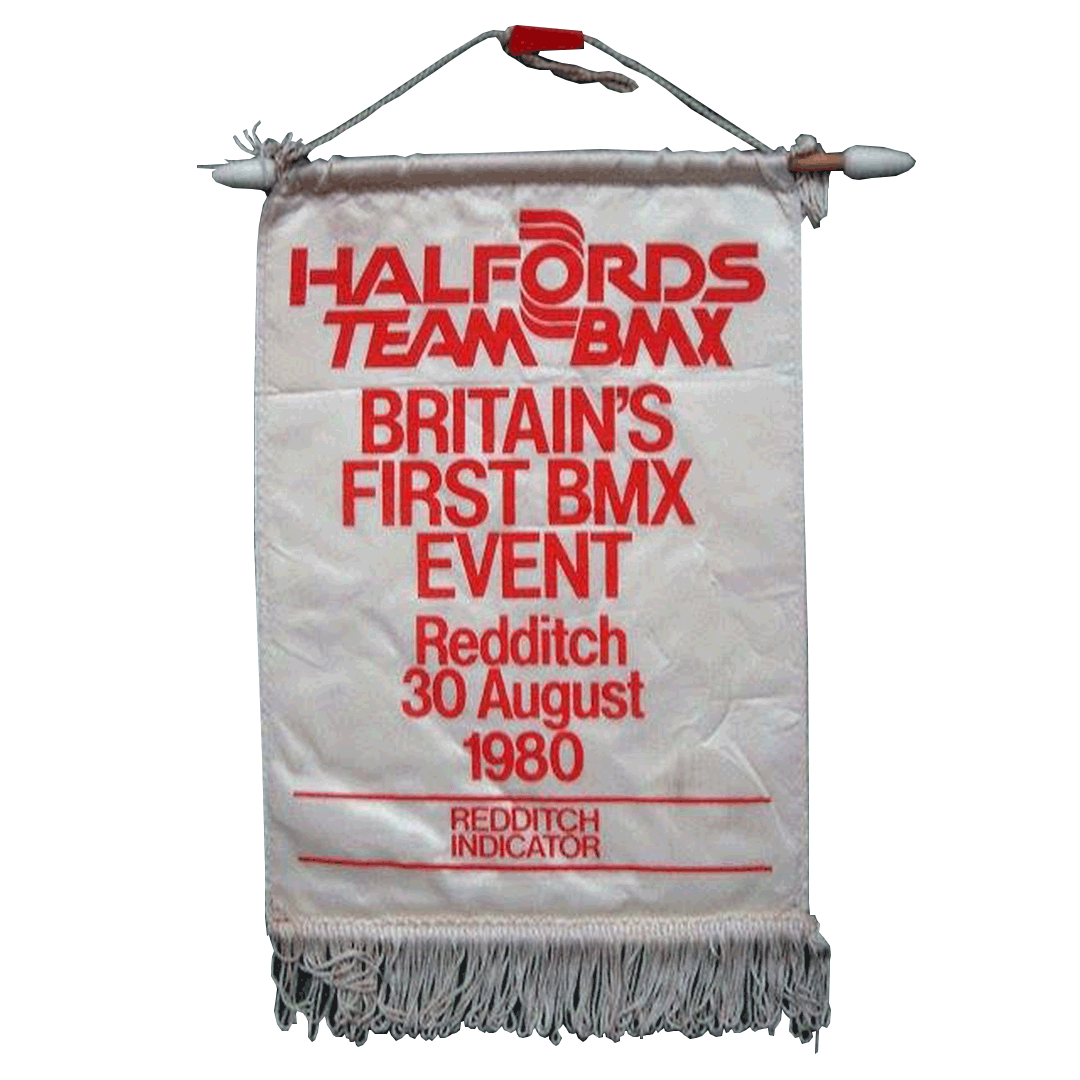 HALFORDS
TEAM BMX
BRITAIN'S
FIRST BMX
EVENT
Redditch
30 August
1980
REDDITCH
INDICATOR